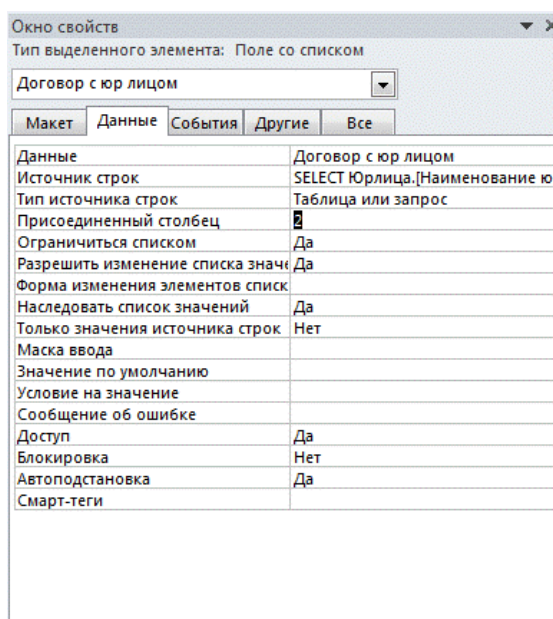 Окно свойств
Тип выделенного элемента: Поле со списком
Договор с юр лицом
Макет Данные События Другие Все
Данные Договор с юр лицом
Источник строк SELECT Юрлица.[Наименование ю
Тип источника строк Таблица или запрос
Присоединенный столбец 2
Ограничиться списком Да
Разрешить изменение списка значе Да
Форма изменения элементов списк
Наследовать список значений Да
Только значения источника строк Нет
Маска ввода
Значение по умолчанию
Условие на значение
Сообщение об ошибке
Доступ Да
Блокировка Нет
Автоподстановка Да
Смарт-теги